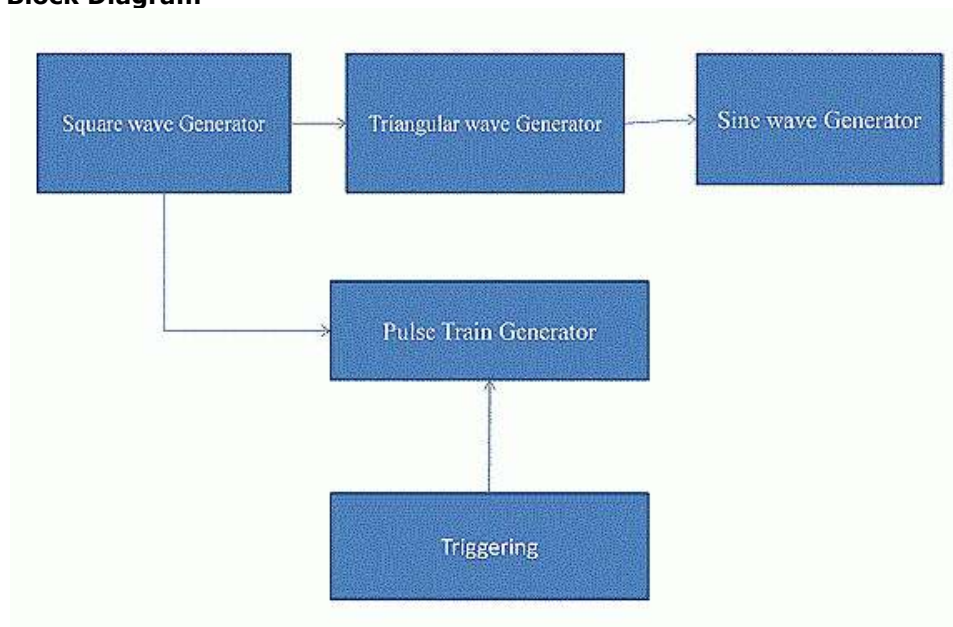 Block Diagram
Square wave Generator
Triangular wave Generator
Sine wave Generator
Pulse Train Generator
Triggering